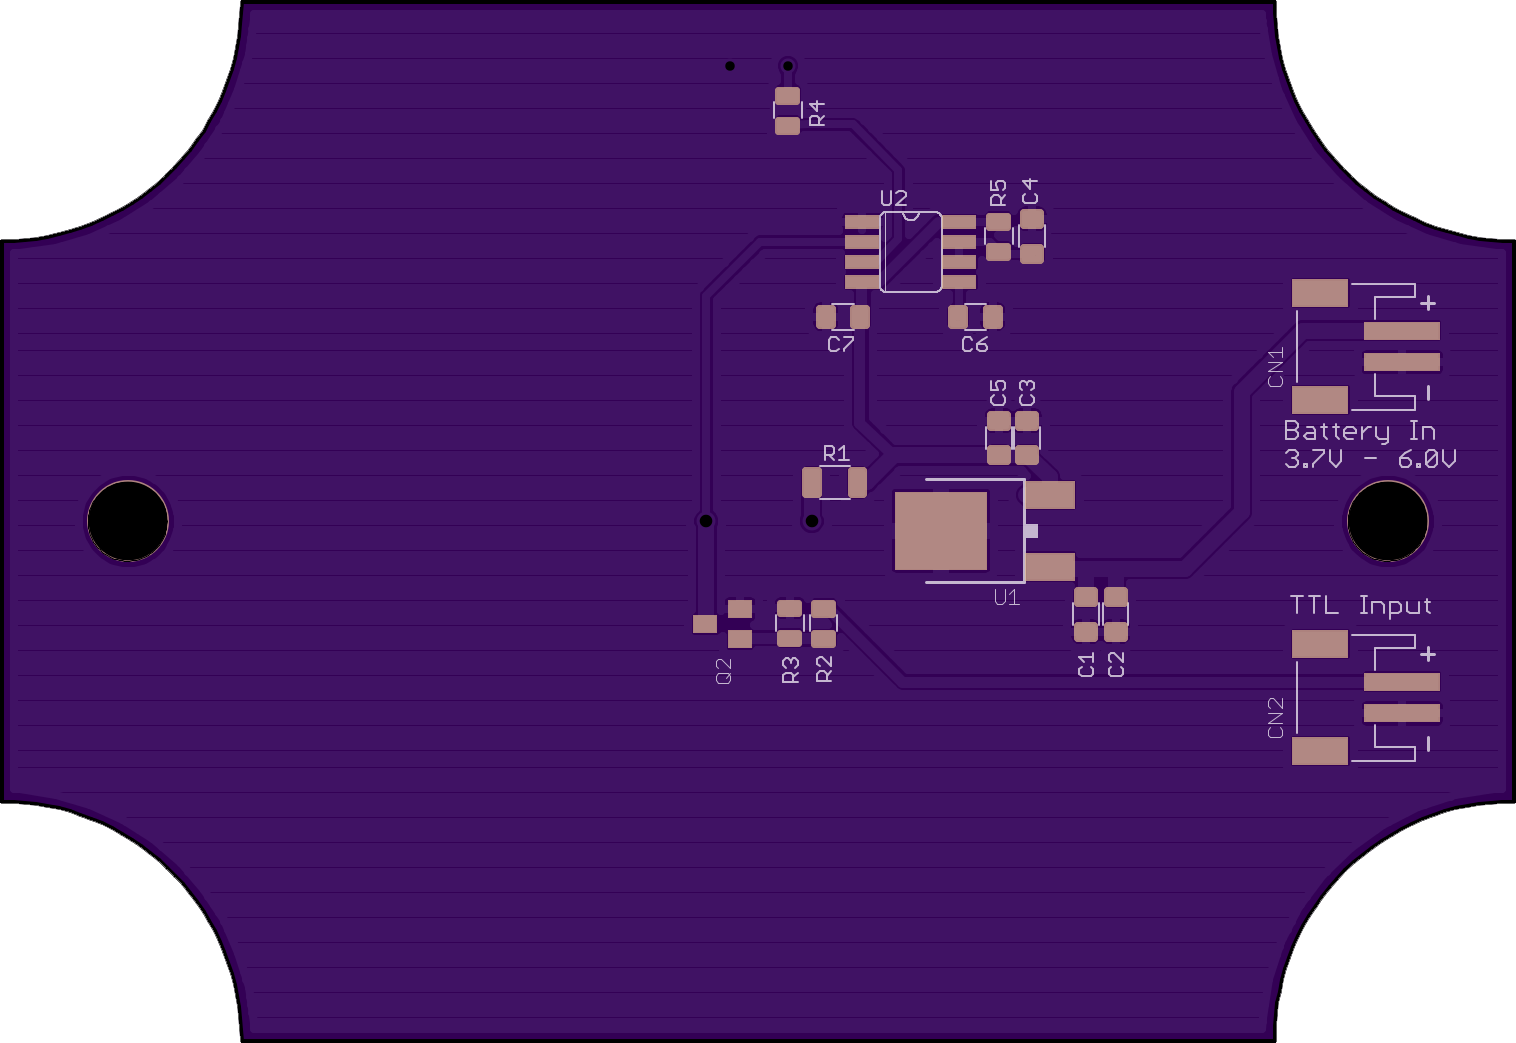 R4
U2
R5
C4
C7
C6
+
CN1
-
C5
C3
Battery In
3.7V - 6.0V
R1
U1
TTL Input
Q2
R3
R2
C1
C2
+
CN2
-